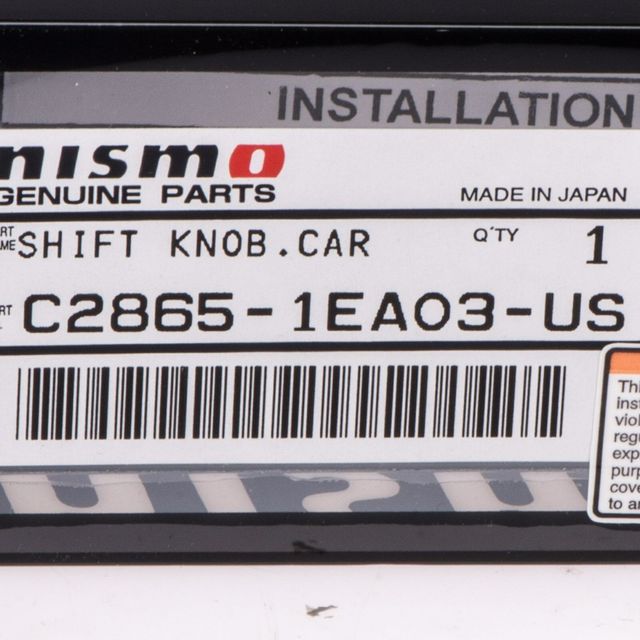 INSTALLATION
nismo
GENUINE PARTS
MADE IN JAPAN
SHIFT KNOB.CAR
Q'TY 1
C2865-1EA03-US